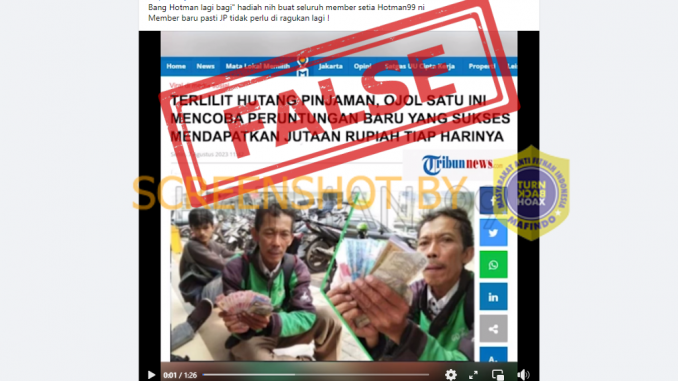 Bang Hotman lagi bagi" hadiah nih buat seluruh member setia Hotman99 ni
Member baru pasti JP tidak perlu di ragukan lagi !
Home News Mata Lokal Memilih Jakarta Opini Satgas UU Cipta Kerja
TERLILIT HUTANG PINJAMAN, OJOL SATU INI
MENCOBA PERUNTUNGAN BARU YANG SUKSES
MENDAPATKAN JUTAAN RUPIAH TIAP HARINYA
FALSE
Tribunnews.com
SCREENSHOT BY
MASYARAKAT ANTI FITNAH INDONESIA
TURN
BACK
HOAX
MAFINDO
0:01 / 1:26